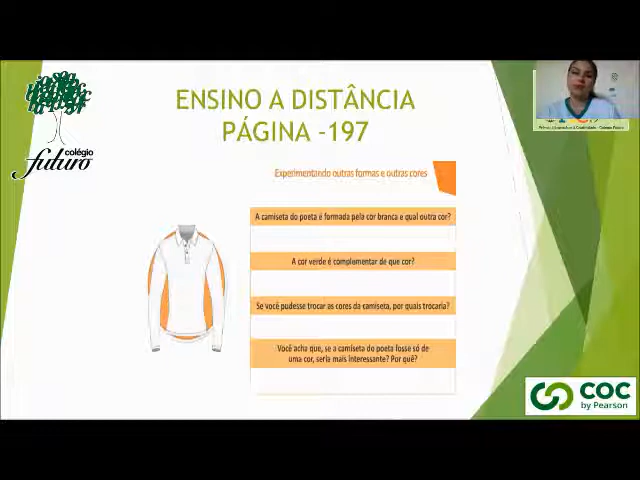 ENSINO A DISTÂNCIA
PÁGINA -197
colégio
futuro
Experimentando outras formas e outras cores
A camiseta do poeta é formada pela cor branca e qual outra cor?
A cor verde é complementar de que cor?
Se você pudesse trocar as cores da camiseta, por quais trocaria?
Você acha que, se a camiseta do poeta fosse só de
uma cor, seria mais interessante? Por quê?
COC
by Pearson